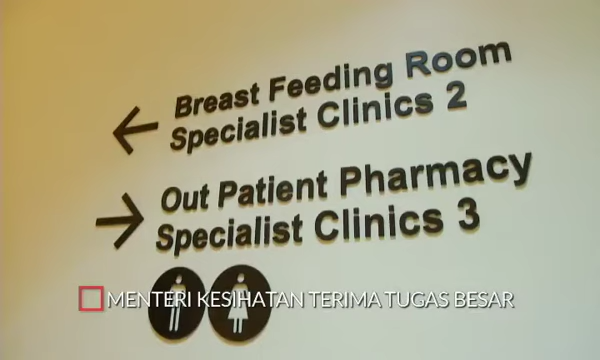 Breast Feeding Room
Specialist Clinics 2
Out Patient Pharmacy
Specialist Clinics 3
MENTERI KESIHATAN TERIMA TUGAS BESAR